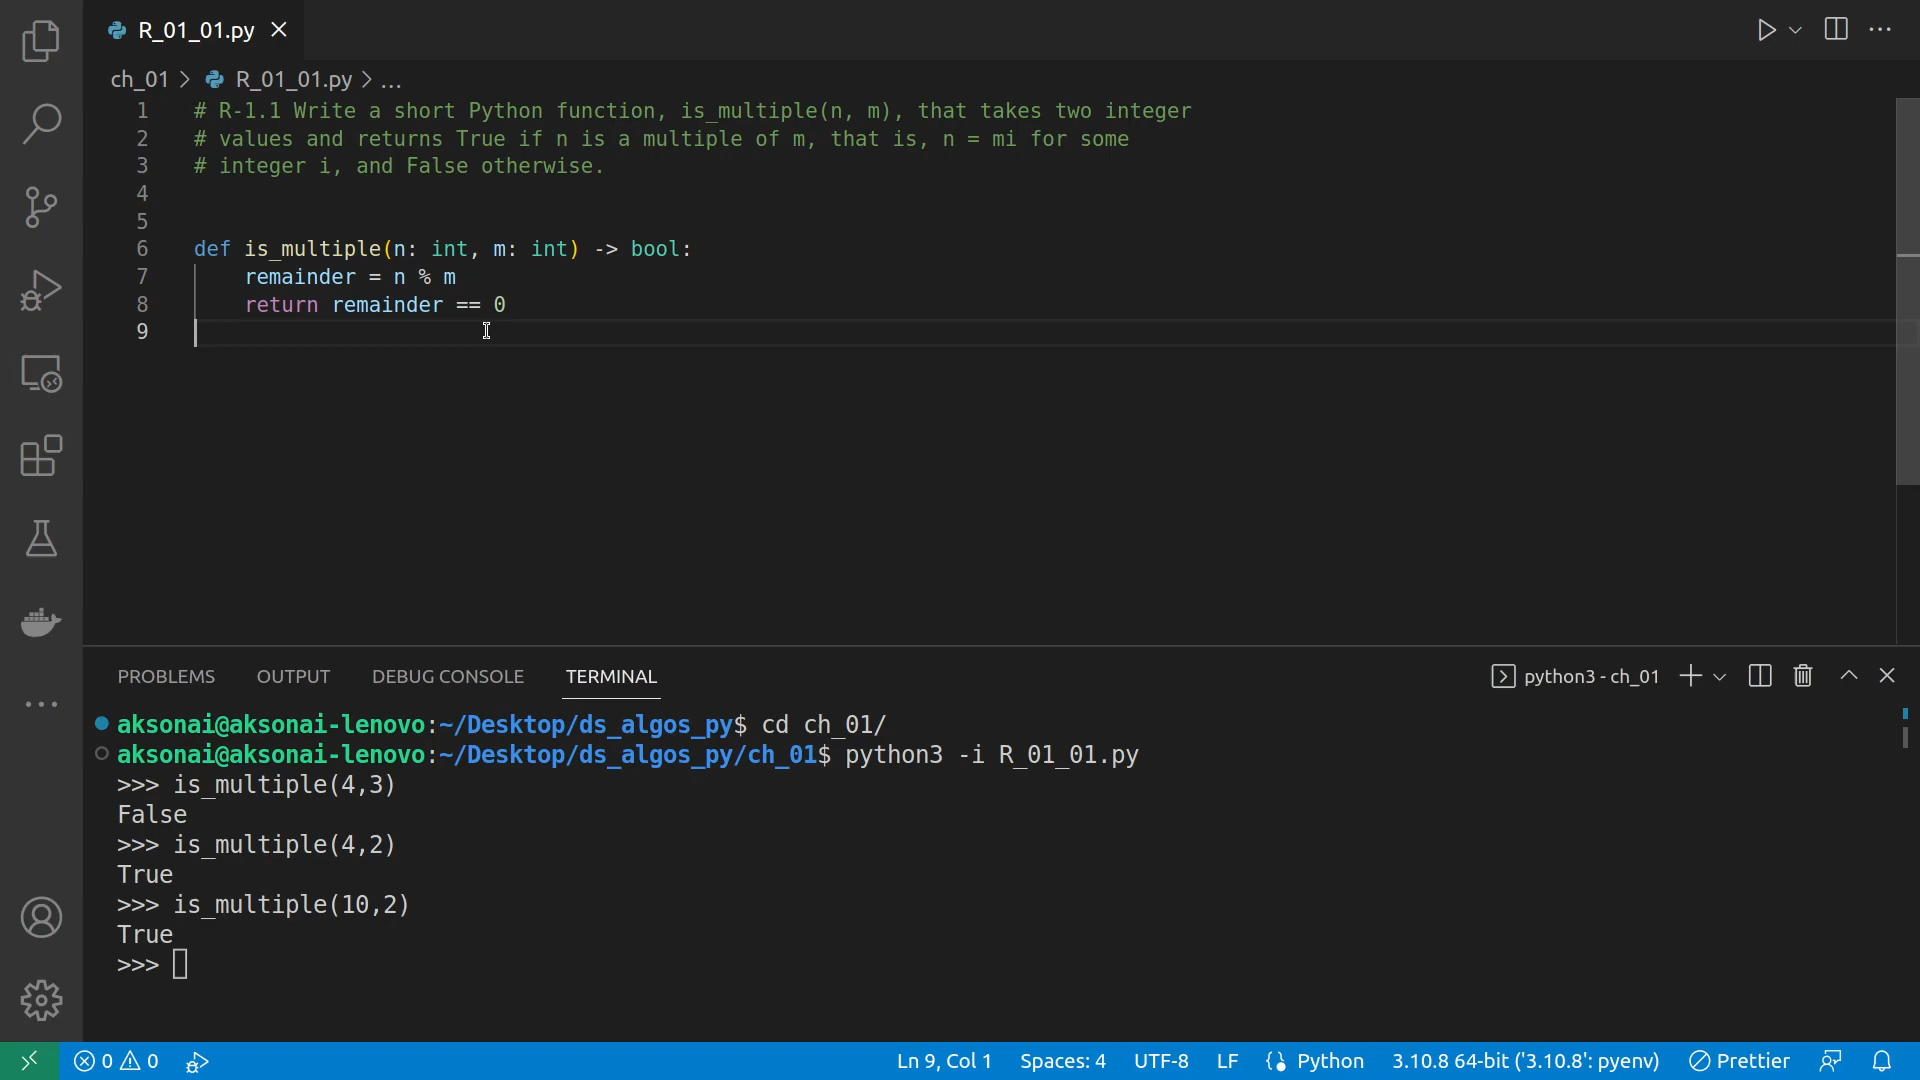 R_01_01.py
ch_01 > R_01_01.py > ...
1 # R-1.1 Write a short Python function, is_multiple(n, m), that takes two integer
2 # values and returns True if n is a multiple of m, that is, n = mi for some
3 # integer i, and False otherwise.
4
5
6 def is_multiple(n: int, m: int) -> bool:
7 remainder = n % m
8 return remainder == 0
9
PROBLEMS OUTPUT DEBUG CONSOLE TERMINAL python3 - ch_01
aksonai@aksonai-lenovo:~/Desktop/ds_algos_py$ cd ch_01/
aksonai@aksonai-lenovo:~/Desktop/ds_algos_py/ch_01$ python3 -i R_01_01.py
>>> is_multiple(4,3)
False
>>> is_multiple(4,2)
True
>>> is_multiple(10,2)
True
>>>
0 0 Ln 9, Col 1 Spaces: 4 UTF-8 LF Python 3.10.8 64-bit ('3.10.8': pyenv) Prettier